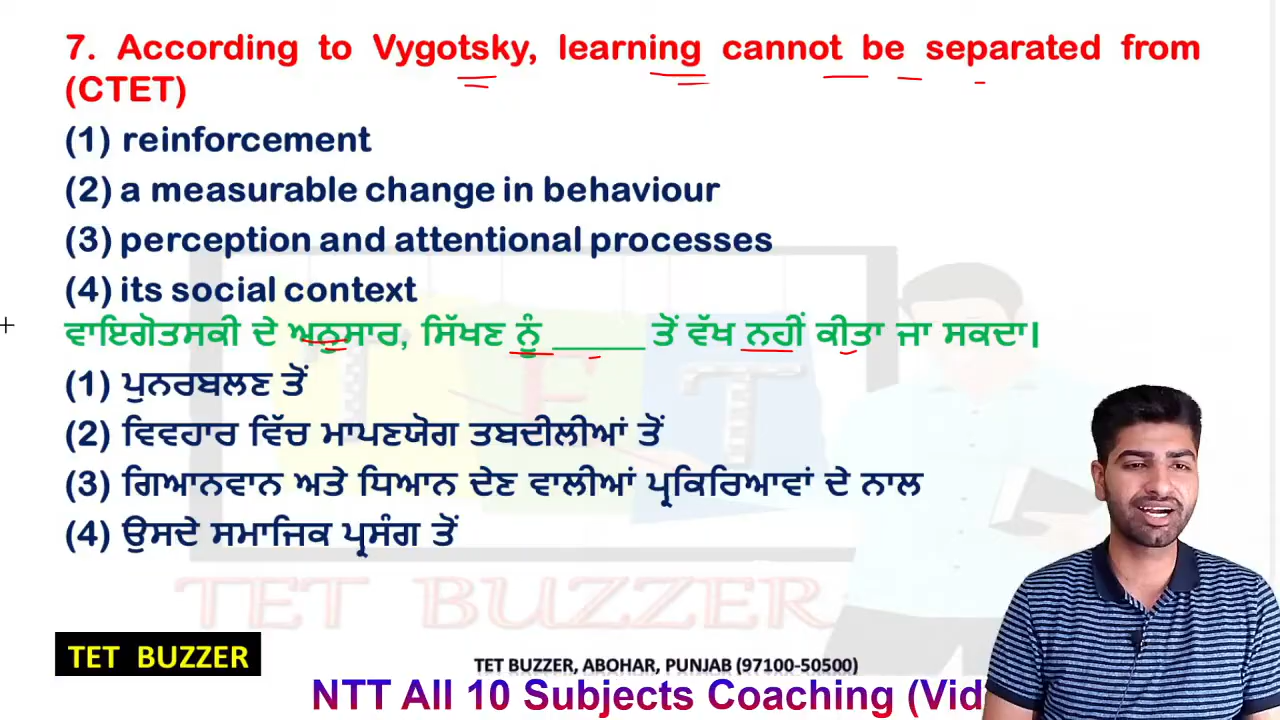 7. According to Vygotsky, learning cannot be separated from
(CTET)
(1) reinforcement
(2) a measurable change in behaviour
(3) perception and attentional processes
(4) its social context
ਵਾਇਗੋਤਸਕੀ ਦੇ ਅਨੁਸਾਰ, ਸਿੱਖਣ ਨੂੰ ______ ਤੋਂ ਵੱਖ ਨਹੀਂ ਕੀਤਾ ਜਾ ਸਕਦਾ।
(1) ਪੁਨਰਬਲਣ ਤੋਂ
(2) ਵਿਵਹਾਰ ਵਿੱਚ ਮਾਪਣਯੋਗ ਤਬਦੀਲੀਆਂ ਤੋਂ
(3) ਗਿਆਨਵਾਨ ਅਤੇ ਧਿਆਨ ਦੇਣ ਵਾਲੀਆਂ ਪ੍ਰਕਿਰਿਆਵਾਂ ਦੇ ਨਾਲ
(4) ਉਸਦੇ ਸਮਾਜਿਕ ਪ੍ਰਸੰਗ ਤੋਂ
TET
TET BUZZER
TET BUZZER
TET BUZZER, ABOHAR, PUNJAB (97100-50500)
NTT All 10 Subjects Coaching (Vid